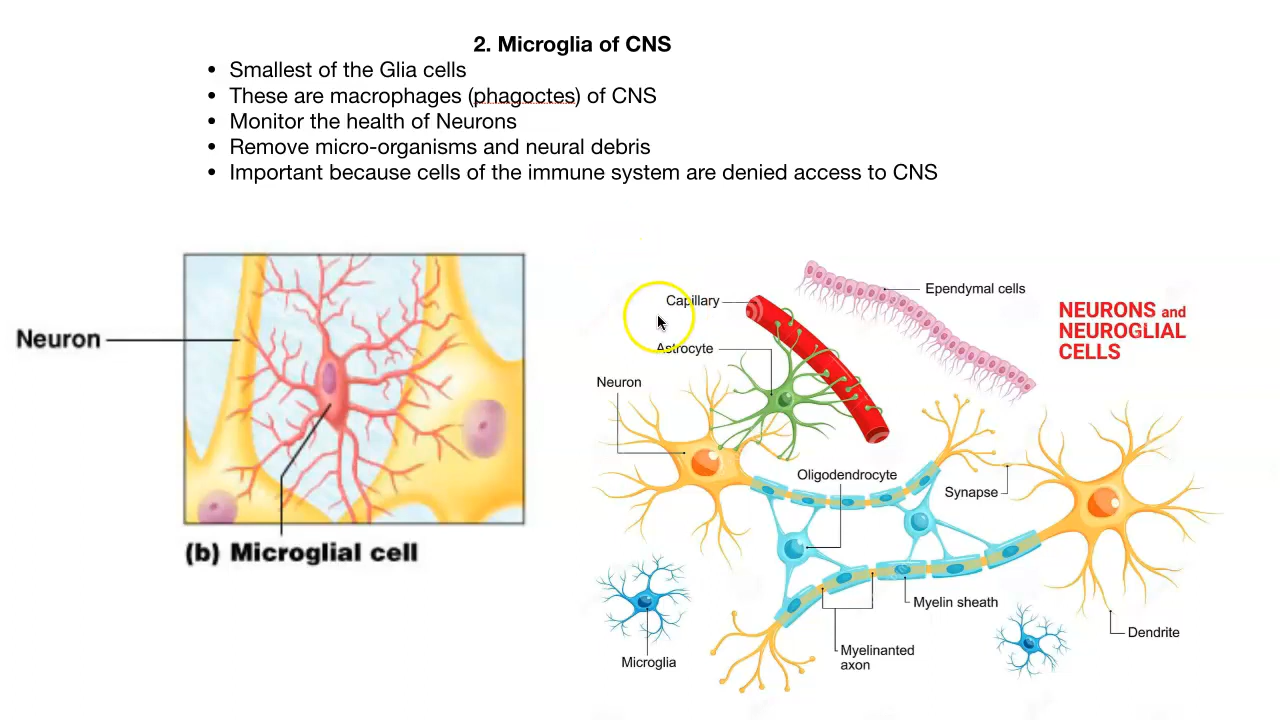 2. Microglia of CNS
• Smallest of the Glia cells
• These are macrophages (phagoctes) of CNS
• Monitor the health of Neurons
• Remove micro-organisms and neural debris
• Important because cells of the immune system are denied access to CNS
Neuron
(b) Microglial cell
Capillary
Ependymal cells
NEURONS and
NEUROGLIAL
CELLS
Astrocyte
Neuron
Oligodendrocyte
Synapse
Myelin sheath
Dendrite
Microglia
Myelinanted
axon